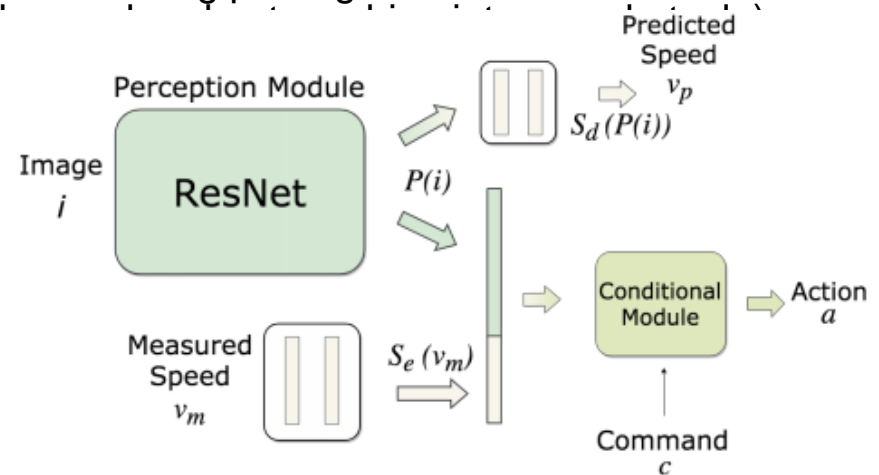 Perception Module
Image
i
ResNet
P(i)
Predicted
Speed
v_p
S_d(P(i))
Measured
Speed
v_m
S_e (v_m)
Conditional
Module
Action
a
Command
c